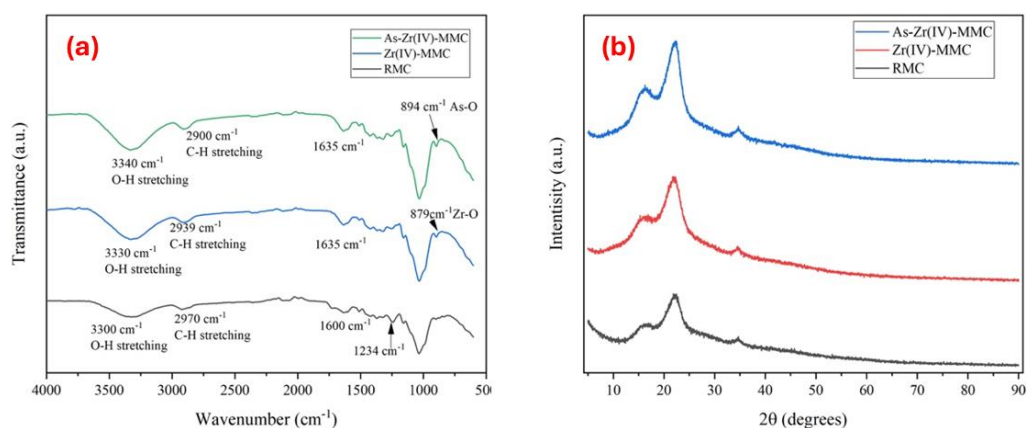 (a)
As-Zr(IV)-MMC
Zr(IV)-MMC
RMC
894 cm⁻¹ As-O
2900 cm⁻¹
C-H stretching
1635 cm⁻¹
3340 cm⁻¹
O-H stretching
879cm⁻¹Zr-O
2939 cm⁻¹
C-H stretching
1635 cm⁻¹
3330 cm⁻¹
O-H stretching
2970 cm⁻¹
C-H stretching
1600 cm⁻¹
3300 cm⁻¹
O-H stretching
1234 cm⁻¹
Transmittance (a.u.)
4000 3500 3000 2500 2000 1500 1000 500
Wavenumber (cm⁻¹)
(b)
As-Zr(IV)-MMC
Zr(IV)-MMC
RMC
Intentisity (a.u.)
10 20 30 40 50 60 70 80 90
2θ (degrees)